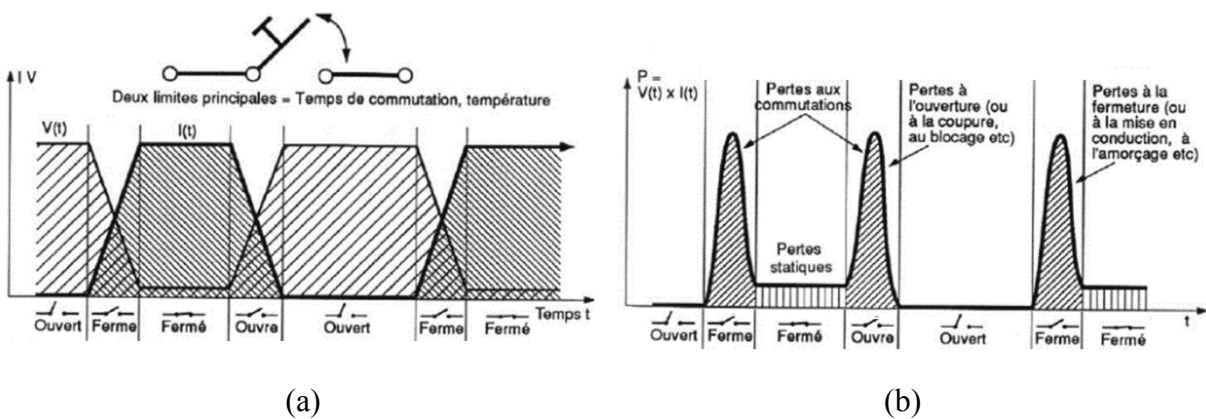 I V
Deux limites principales = Temps de commutation, température
V(t)
I(t)
Temps t
Ouvert
Ferme
Fermé
Ouvre
Ouvert
Ferme
Fermé
(a)
P =
V(t) x I(t)
Pertes aux
commutations
Pertes à
l'ouverture (ou
à la coupure,
au blocage etc)
Pertes à la
fermeture (ou
à la mise en
conduction, à
l'amorçage etc)
Pertes
statiques
t
Ouvert
Ferme
Fermé
Ouvre
Ouvert
Ferme
Fermé
(b)